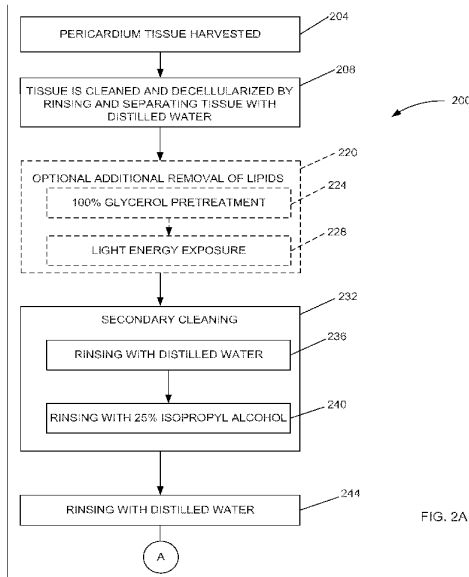 204
PERICARDIUM TISSUE HARVESTED
208
TISSUE IS CLEANED AND DECELLULARIZED BY
RINSING AND SEPARATING TISSUE WITH
DISTILLED WATER
200
220
OPTIONAL ADDITIONAL REMOVAL OF LIPIDS
224
100% GLYCEROL PRETREATMENT
228
LIGHT ENERGY EXPOSURE
232
SECONDARY CLEANING
236
RINSING WITH DISTILLED WATER
240
RINSING WITH 25% ISOPROPYL ALCOHOL
244
RINSING WITH DISTILLED WATER
FIG. 2A
A